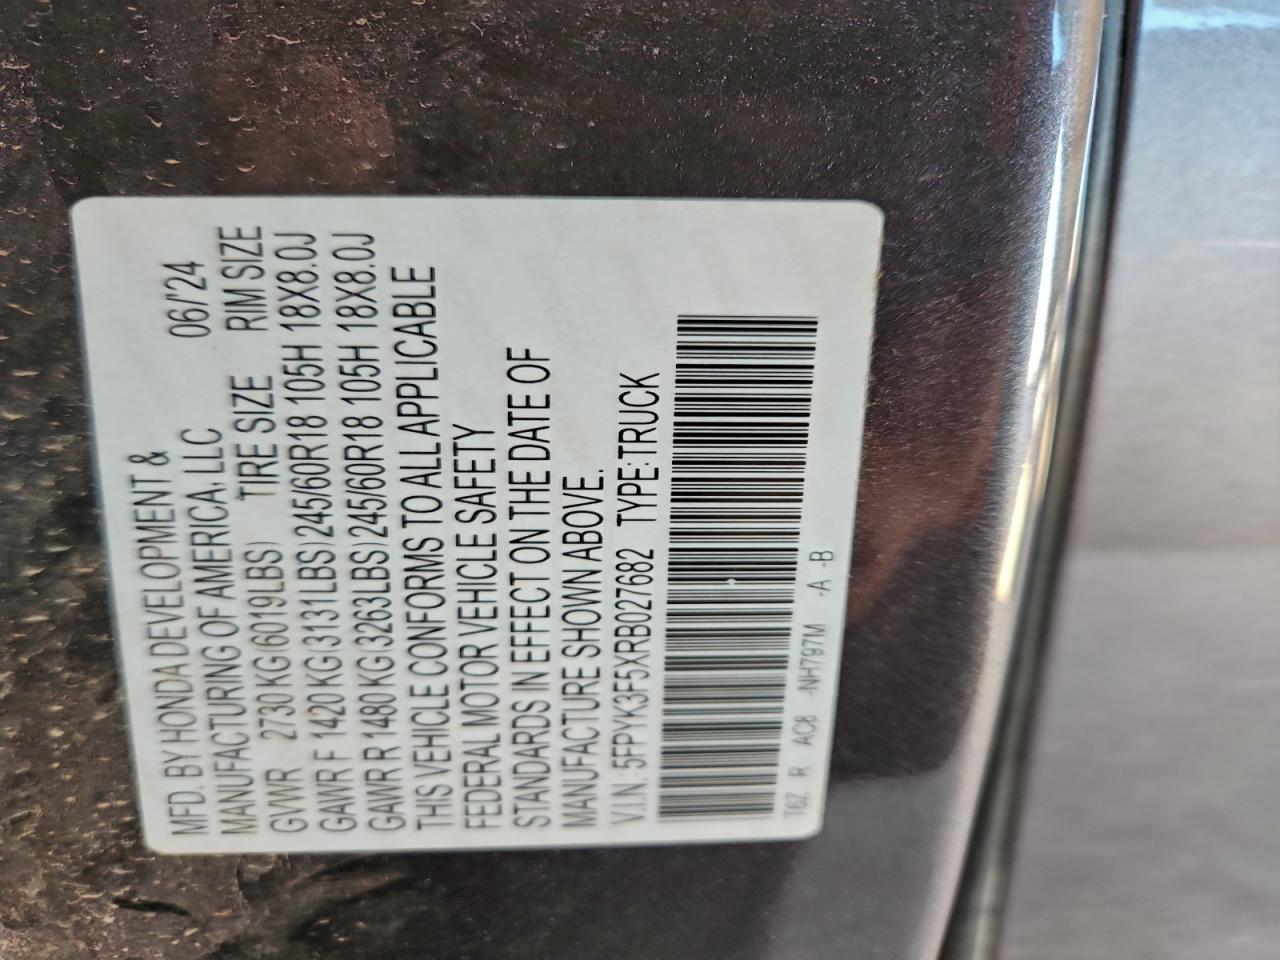 MFD. BY HONDA DEVELOPMENT &
MANUFACTURING OF AMERICA, LLC 06/'24
GVWR 2730 KG (6019LBS) TIRE SIZE RIM SIZE
GAWR F 1420 KG (3131LBS) 245/60R18 105H 18X8.0J
GAWR R 1480 KG (3263LBS) 245/60R18 105H 18X8.0J
THIS VEHICLE CONFORMS TO ALL APPLICABLE
FEDERAL MOTOR VEHICLE SAFETY
STANDARDS IN EFFECT ON THE DATE OF
MANUFACTURE SHOWN ABOVE.
V.I.N.: 5FPYK3F5XRB027682 TYPE: TRUCK
T6Z R AC8 -NH797M -A -B